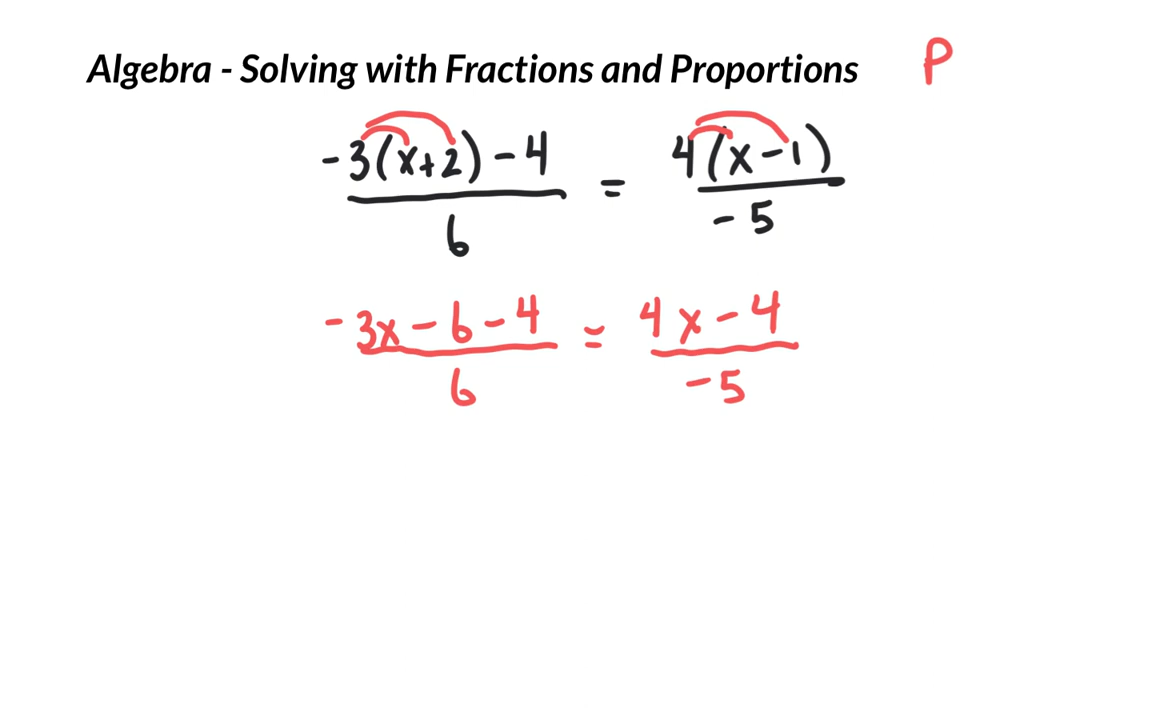 Algebra - Solving with Fractions and Proportions P
-3(x+2)-4 = 4(x-1)
6 -5
-3x-6-4 = 4x-4
6 -5